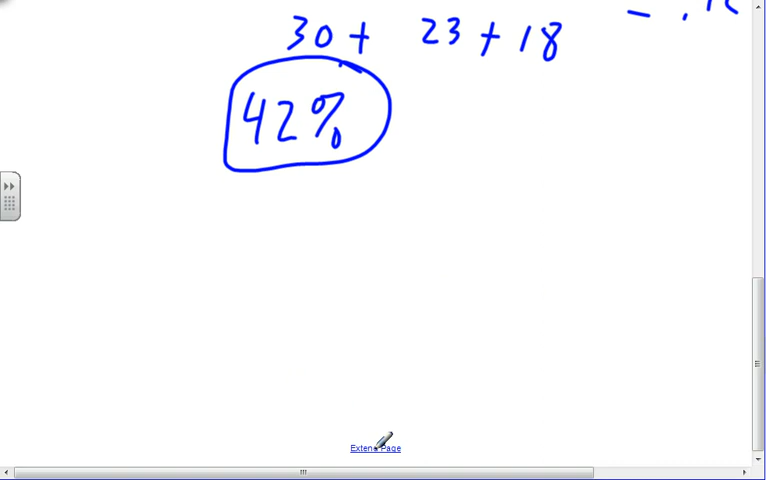 30 + 23 + 18
42%
Extend Page